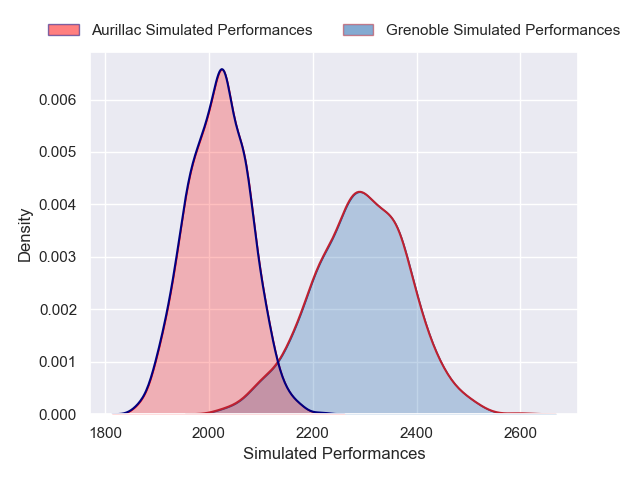 Aurillac Simulated Performances Grenoble Simulated Performances
0.006
0.005
0.004
0.003
0.002
0.001
0.000
Density
1800 2000 2200 2400 2600
Simulated Performances